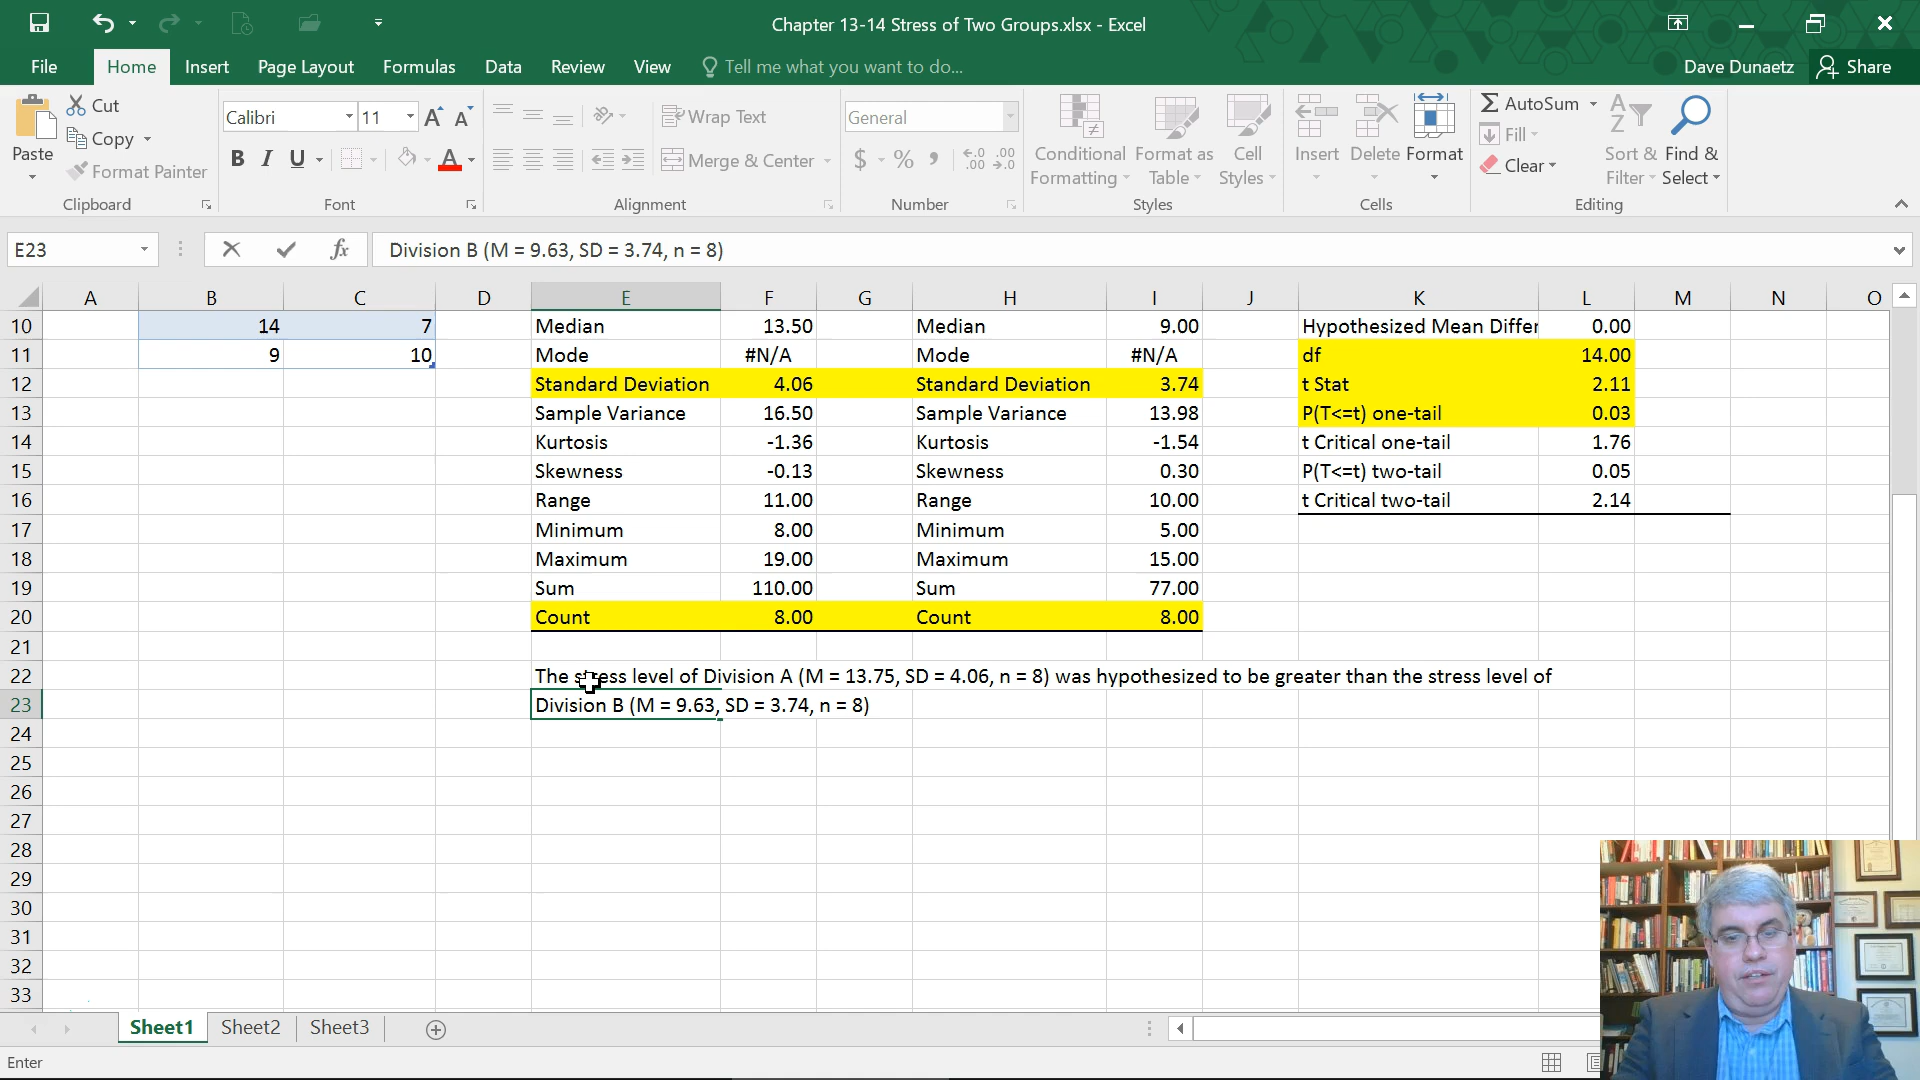 Chapter 13-14 Stress of Two Groups.xlsx - Excel
File Home Insert Page Layout Formulas Data Review View Tell me what you want to do... Dave Dunaetz Share
Paste
Cut
Copy
Format Painter
Clipboard
Calibri 11
B I U
Font
Wrap Text
Merge & Center
Alignment
General
$ % ,
Number
Conditional Formatting
Format as Table
Cell Styles
Styles
Insert Delete Format
Cells
AutoSum
Fill
Clear
Sort & Filter
Find & Select
Editing
E23 fx Division B (M = 9.63, SD = 3.74, n = 8)
A B C D E F G H I J K L M N O
10 14 7 Median 13.50 Median 9.00 Hypothesized Mean Differ 0.00
11 9 10 Mode #N/A Mode #N/A df 14.00
12 Standard Deviation 4.06 Standard Deviation 3.74 t Stat 2.11
13 Sample Variance 16.50 Sample Variance 13.98 P(T<=t) one-tail 0.03
14 Kurtosis -1.36 Kurtosis -1.54 t Critical one-tail 1.76
15 Skewness -0.13 Skewness 0.30 P(T<=t) two-tail 0.05
16 Range 11.00 Range 10.00 t Critical two-tail 2.14
17 Minimum 8.00 Minimum 5.00
18 Maximum 19.00 Maximum 15.00
19 Sum 110.00 Sum 77.00
20 Count 8.00 Count 8.00
21
22 The stress level of Division A (M = 13.75, SD = 4.06, n = 8) was hypothesized to be greater than the stress level of
23 Division B (M = 9.63, SD = 3.74, n = 8)
24
25
26
27
28
29
30
31
32
33
Sheet1 Sheet2 Sheet3
Enter